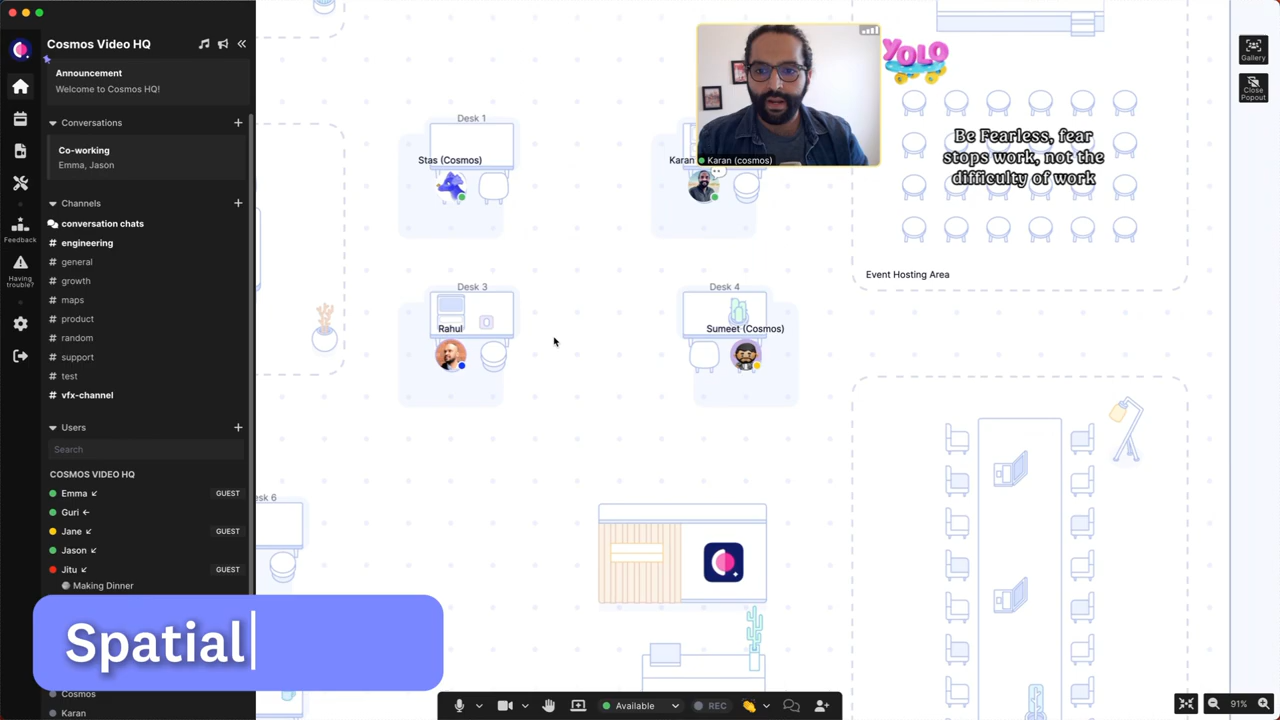 Cosmos Video HQ
Announcement
Welcome to Cosmos HQ!
Conversations
Co-working
Emma, Jason
Channels
conversation chats
# engineering
# general
# growth
# maps
# product
# random
# support
# test
# vfx-channel
Users
Search
COSMOS VIDEO HQ
Emma GUEST
Guri
Jane GUEST
Jason
Jitu GUEST
Making Dinner
Cosmos
Karan
Feedback
Having
trouble?
Spatial
Desk 1
Stas (Cosmos)
Karan
Karan (cosmos)
Desk 3
Rahul
Desk 4
Sumeet (Cosmos)
esk 6
YOLO
Be Fearless, fear
stops work, not the
difficulty of work
Event Hosting Area
Gallery
Close
Popout
Available
REC
91%